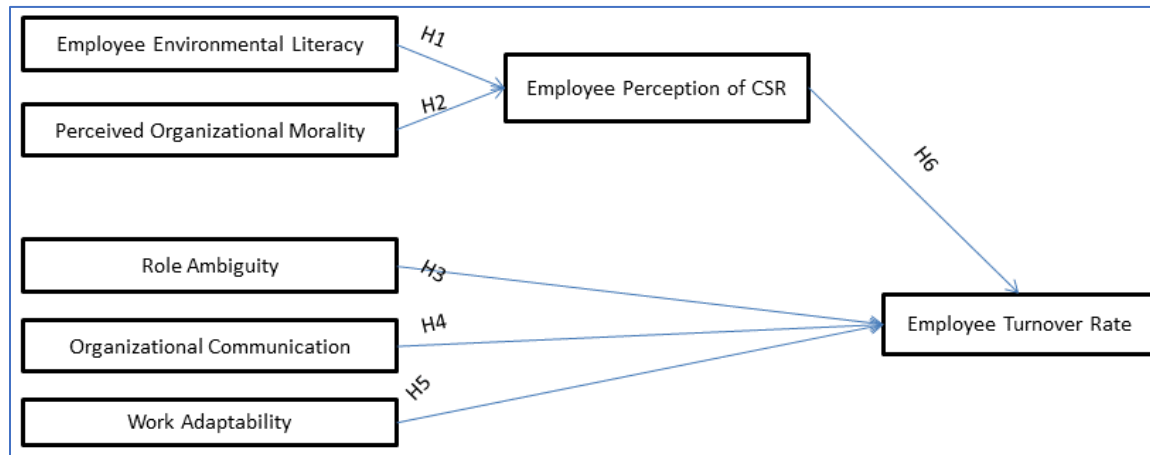 Employee Environmental Literacy
H1
Employee Perception of CSR
H2
Perceived Organizational Morality
H6
Role Ambiguity
H3
Employee Turnover Rate
H4
Organizational Communication
H5
Work Adaptability